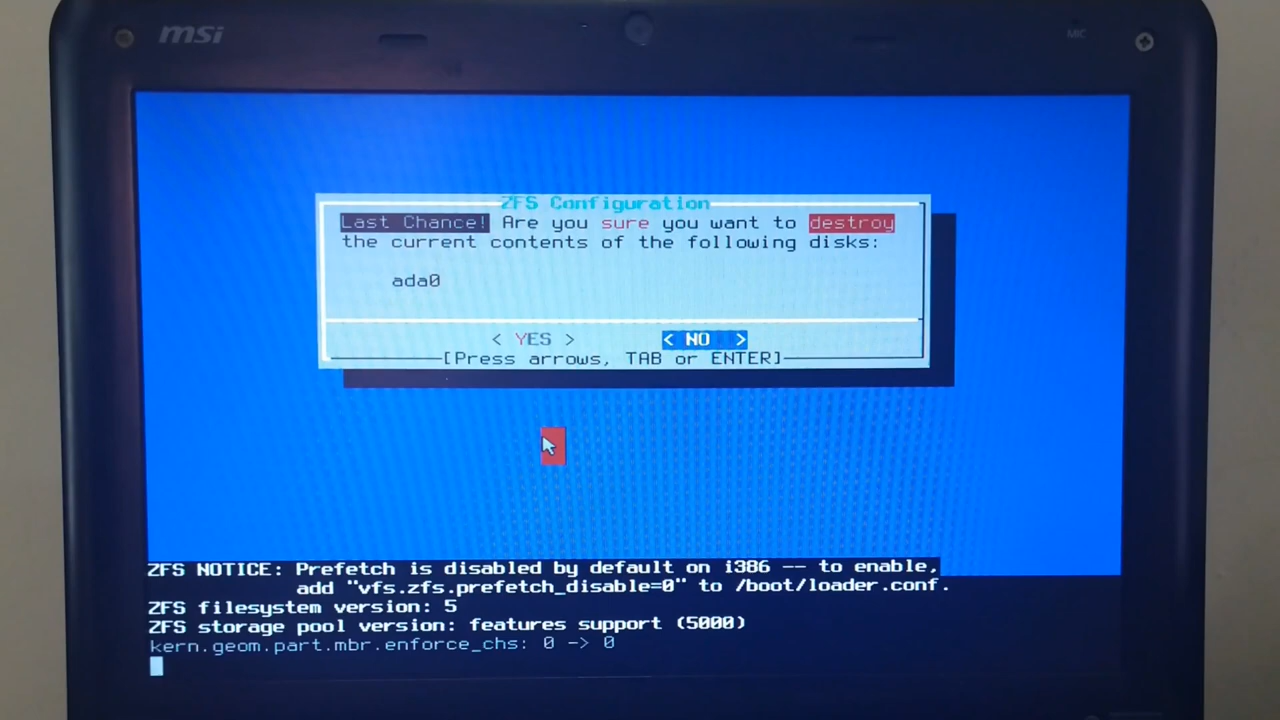 msi
MIC
ZFS Configuration
Last Chance! Are you sure you want to destroy
the current contents of the following disks:
ada0
< YES > < NO >
[Press arrows, TAB or ENTER]
ZFS NOTICE: Prefetch is disabled by default on i386 -- to enable,
add "vfs.zfs.prefetch_disable=0" to /boot/loader.conf.
ZFS filesystem version: 5
ZFS storage pool version: features support (5000)
kern.geom.part.mbr.enforce_chs: 0 -> 0